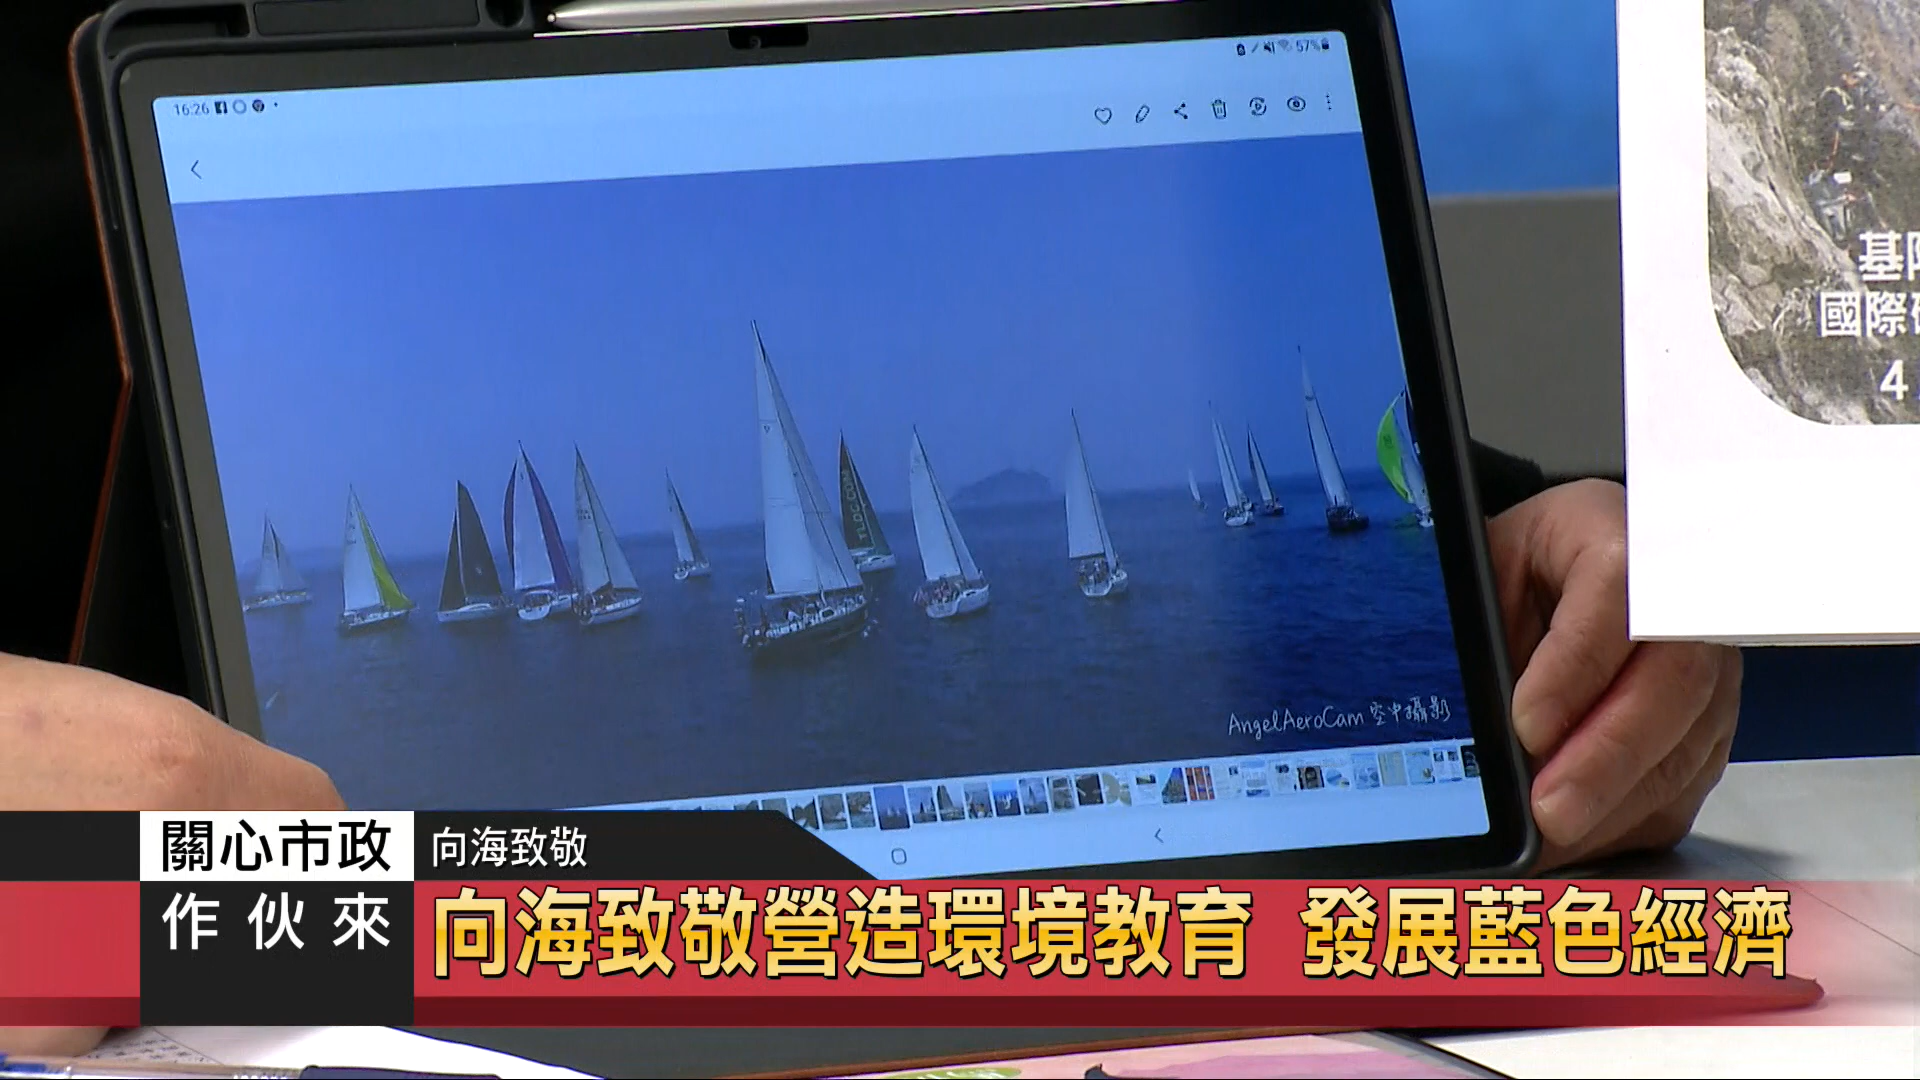 16:26
57%
TLDC.COM
AngelAeroCam 空中攝影
基
國際
4
關心市政
作伙來
向海致敬
向海致敬營造環境教育 發展藍色經濟